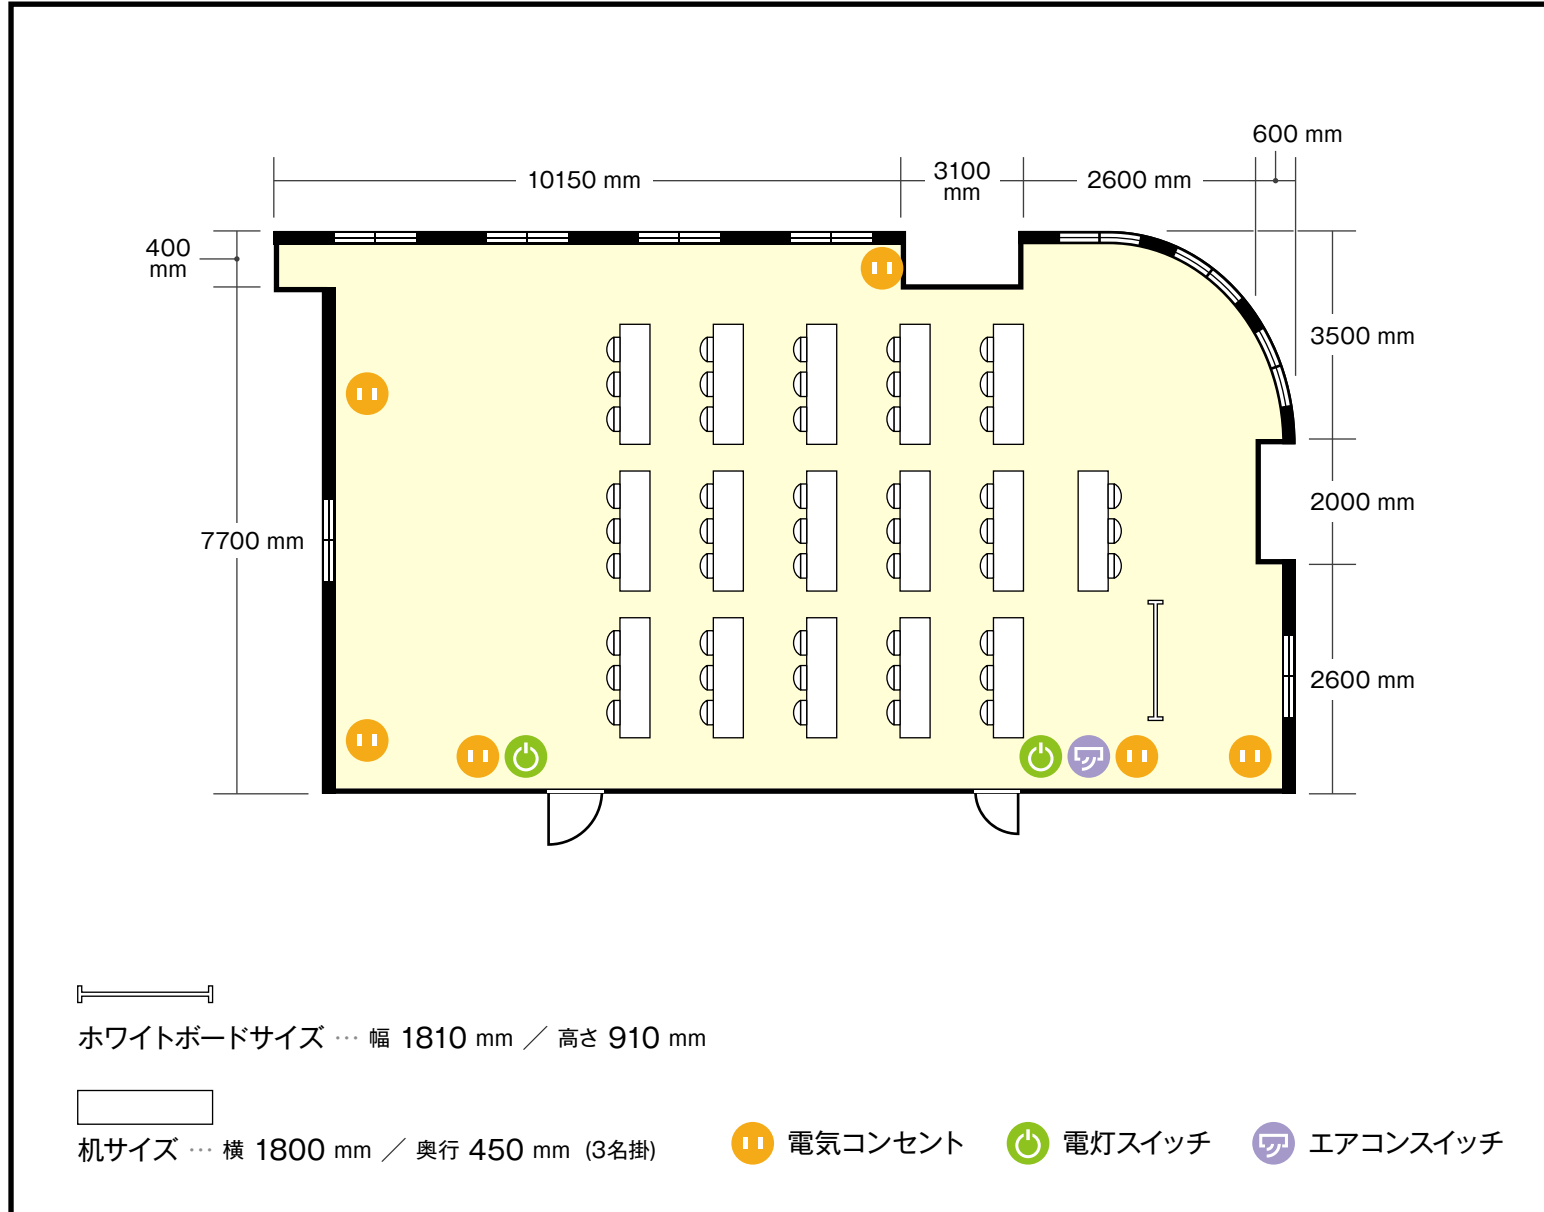 600 mm
10150 mm
3100
mm
2600 mm
400
mm
3500 mm
2000 mm
7700 mm
2600 mm
ホワイトボードサイズ … 幅 1810 mm ／ 高さ 910 mm
机サイズ … 横 1800 mm ／ 奥行 450 mm (3名掛)
電気コンセント
電灯スイッチ
エアコンスイッチ